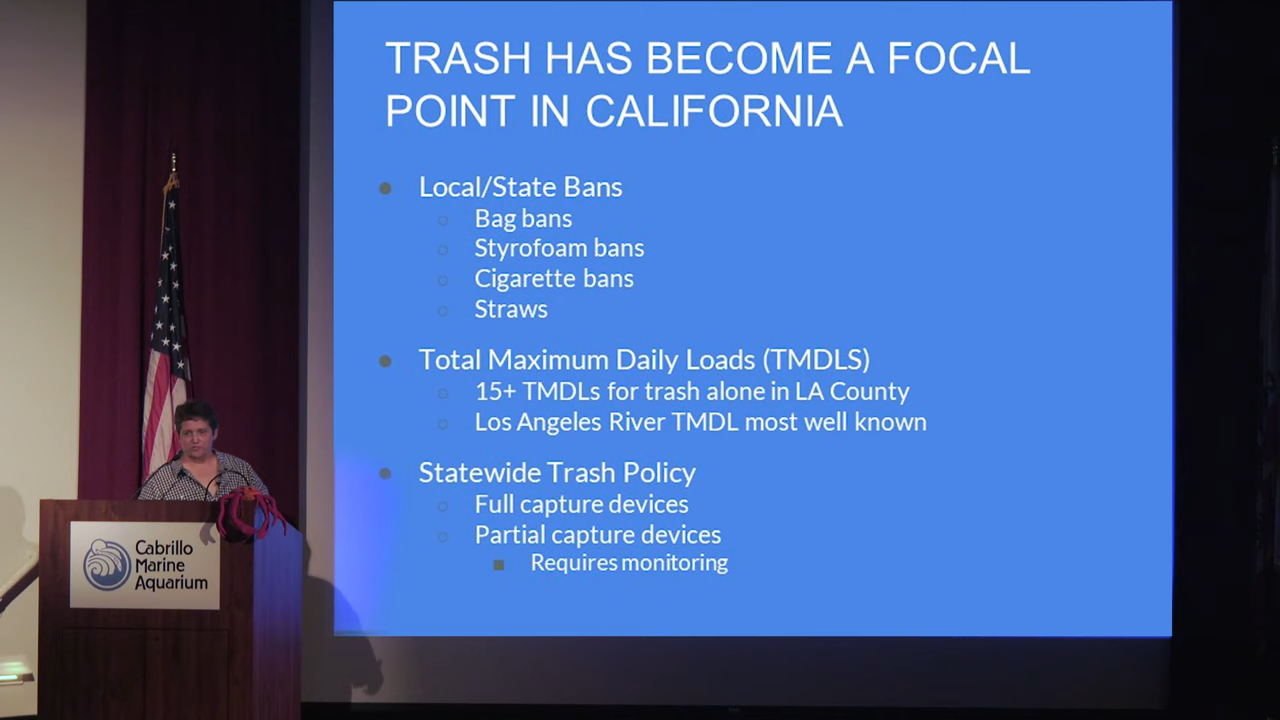 TRASH HAS BECOME A FOCAL
POINT IN CALIFORNIA
Local/State Bans
Bag bans
Styrofoam bans
Cigarette bans
Straws
Total Maximum Daily Loads (TMDLS)
15+ TMDLs for trash alone in LA County
Los Angeles River TMDL most well known
Statewide Trash Policy
Full capture devices
Partial capture devices
Requires monitoring
Cabrillo
Marine
Aquarium